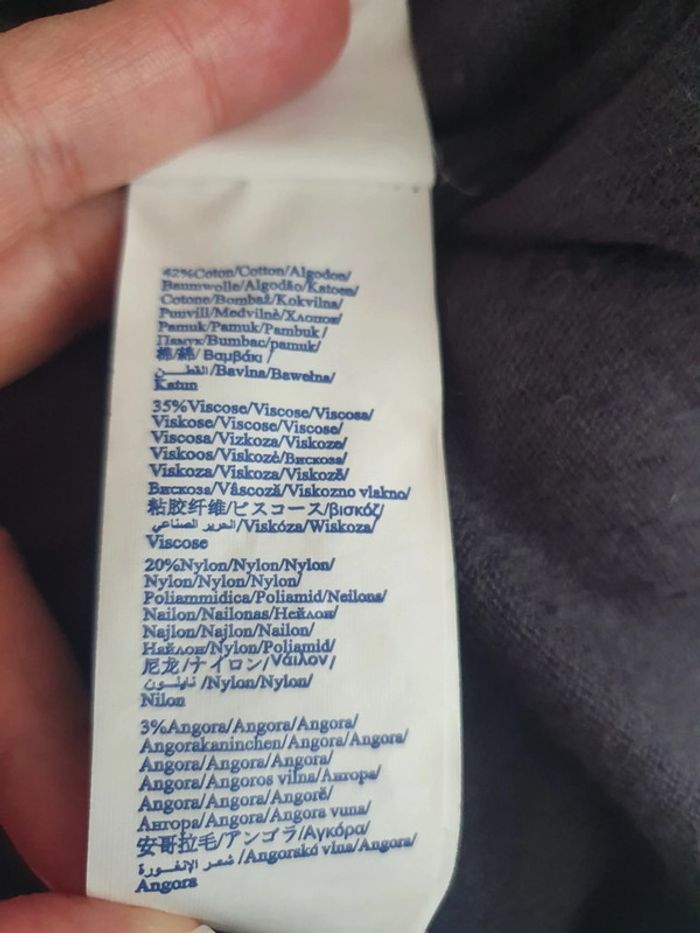 42%Coton/Cotton/Algodon/
Baumwolle/Algodão/Katoen/
Cotone/Bombaž/Kokvilna/
Puuvill/Medvilnė/Хлопок/
Pamuk/Pamuk/Pambuk/
Памук/Bumbac/pamuk/
棉/綿/Βαμβάκι/
القطن/Bavlna/Bawełna/
Katun
35%Viscose/Viscose/Viscosa/
Viskose/Viscose/Viscose/
Viscosa/Vizkoza/Viskoze/
Viskoos/Viskozė/Вискоза/
Viskoza/Viskoza/Viskozë/
Вискоза/Vâscoză/Viskozno vlakno/
粘胶纤维/ビスコース/βισκόζ/
الحرير الصناعي/Viskóza/Wiskoza/
Viscose
20%Nylon/Nylon/Nylon/
Nylon/Nylon/Nylon/
Poliammidica/Poliamid/Neilons/
Nailon/Nailonas/Нейлон/
Najlon/Najlon/Nailon/
Найлон/Nylon/Poliamid/
尼龙/ナイロン/Νάιλον/
نايلون/Nylon/Nylon/
Nilon
3%Angora/Angora/Angora/
Angorakaninchen/Angora/Angora/
Angora/Angora/Angora/
Angora/Angoros vilna/Ангора/
Angora/Angora/Angorë/
Ангора/Angora/Angora vuna/
安哥拉毛/アンゴラ/Αγκόρα/
شعر الإنغورة/Angorská vlna/Angora/
Angora